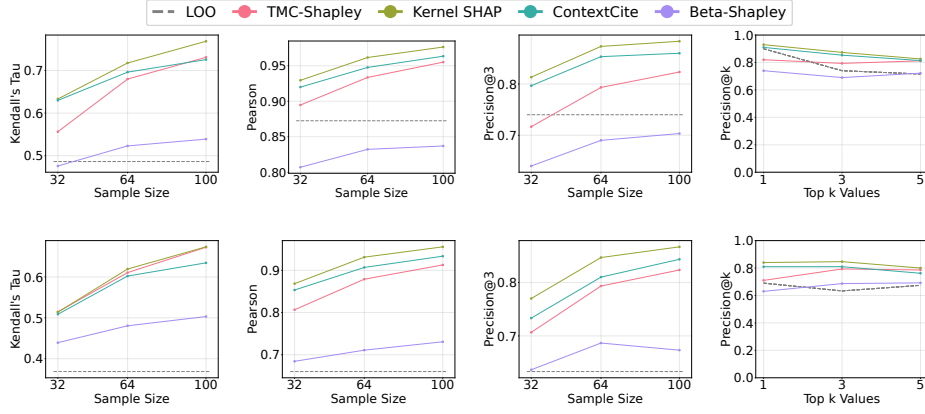 LOO TMC-Shapley Kernel SHAP ContextCite Beta-Shapley
Kendall's Tau
0.7
0.6
0.5
32 64 100
Sample Size
Pearson
0.95
0.90
0.85
0.80
32 64 100
Sample Size
Precision@3
0.8
0.7
32 64 100
Sample Size
Precision@k
1.0
0.8
0.6
0.4
0.2
0.0
1 3 5
Top k Values
Kendall's Tau
0.6
0.5
0.4
32 64 100
Sample Size
Pearson
0.9
0.8
0.7
32 64 100
Sample Size
Precision@3
0.8
0.7
32 64 100
Sample Size
Precision@k
1.0
0.8
0.6
0.4
0.2
0.0
1 3 5
Top k Values